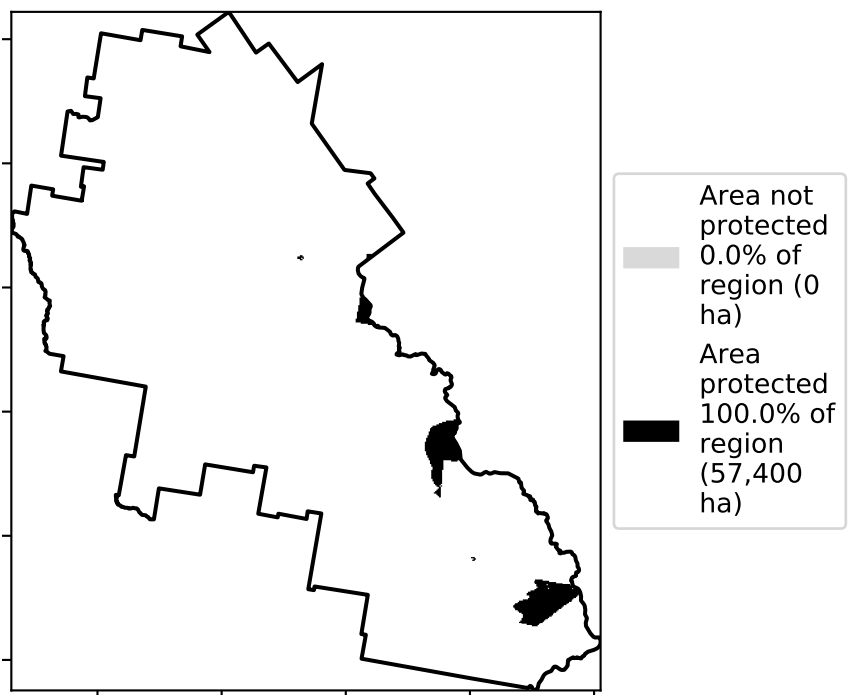 Area not
protected
0.0% of
region (0
ha)
Area
protected
100.0% of
region
(57,400
ha)